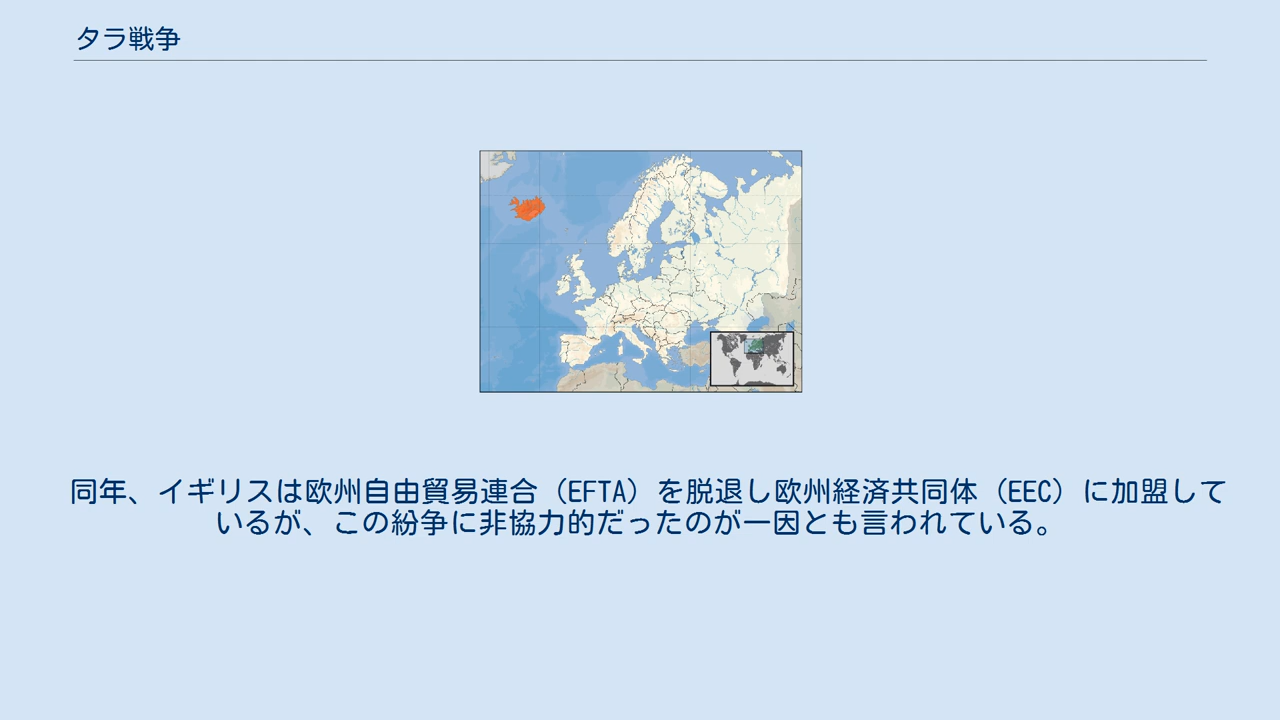 タラ戦争
同年、イギリスは欧州自由貿易連合（EFTA）を脱退し欧州経済共同体（EEC）に加盟して
いるが、この紛争に非協力的だったのが一因とも言われている。